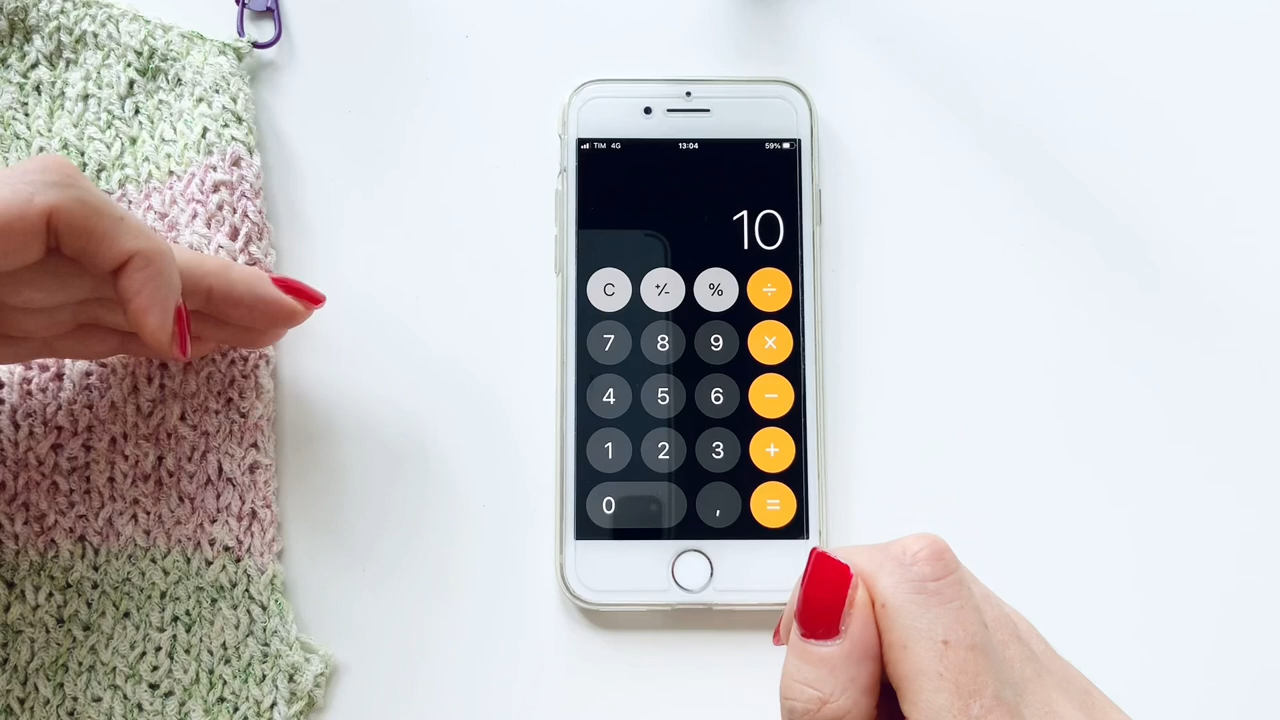 TIM 4G 13:04 59%
10
C +/- % ÷
7 8 9 ×
4 5 6 −
1 2 3 +
0 , =